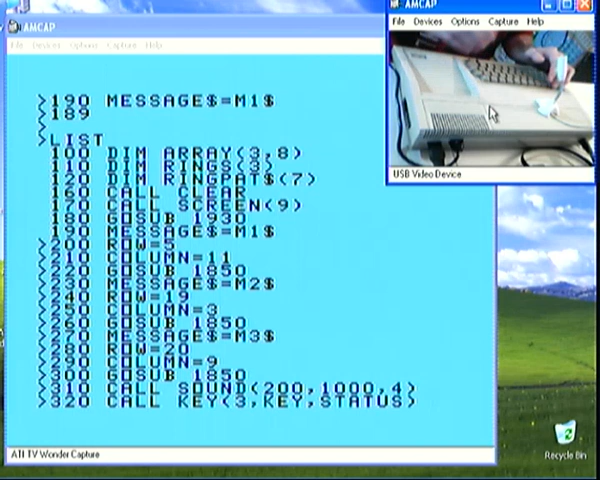 AMCAP
File Devices Options Capture Help
>190 MESSAGE$=M1$
>189
>
>LIST
100 DIM ARRAY(3,8)
120 DIM RINGPAT$(7)
160 CALL CLEAR
170 CALL SCREEN(9)
180 GOSUB 1930
190 MESSAGE$=M1$
>200 ROW=5
>210 COLUMN=11
>220 GOSUB 1850
>230 MESSAGE$=M2$
>240 ROW=19
>250 COLUMN=3
>260 GOSUB 1850
>270 MESSAGE$=M3$
>280 ROW=20
>290 COLUMN=9
>300 GOSUB 1850
>310 CALL SOUND(200,1000,4)
>320 CALL KEY(3,KEY,STATUS)
ATI TV Wonder Capture
AMCAP
File Devices Options Capture Help
USB Video Device
Recycle Bin